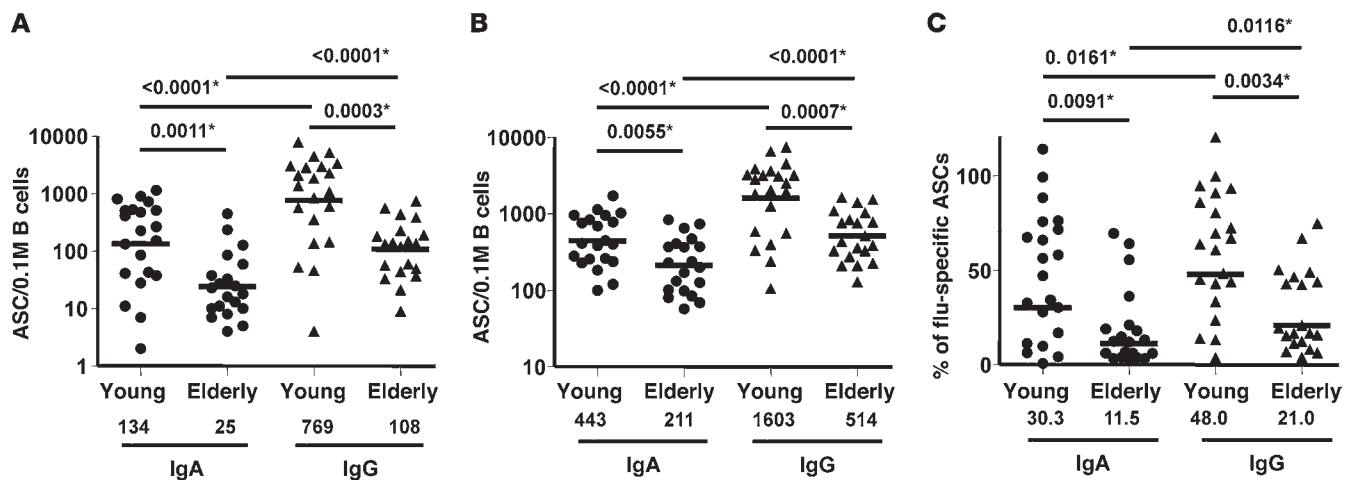 A
<0.0001*
<0.0001*
0.0003*
0.0011*
ASC/0.1M B cells
10000
1000
100
10
1
Young Elderly Young Elderly
134 25 769 108
IgA IgG
B
<0.0001*
<0.0001*
0.0007*
0.0055*
ASC/0.1M B cells
10000
1000
100
10
Young Elderly Young Elderly
443 211 1603 514
IgA IgG
C
0.0116*
0. 0161*
0.0034*
0.0091*
% of flu-specific ASCs
100
50
0
Young Elderly Young Elderly
30.3 11.5 48.0 21.0
IgA IgG